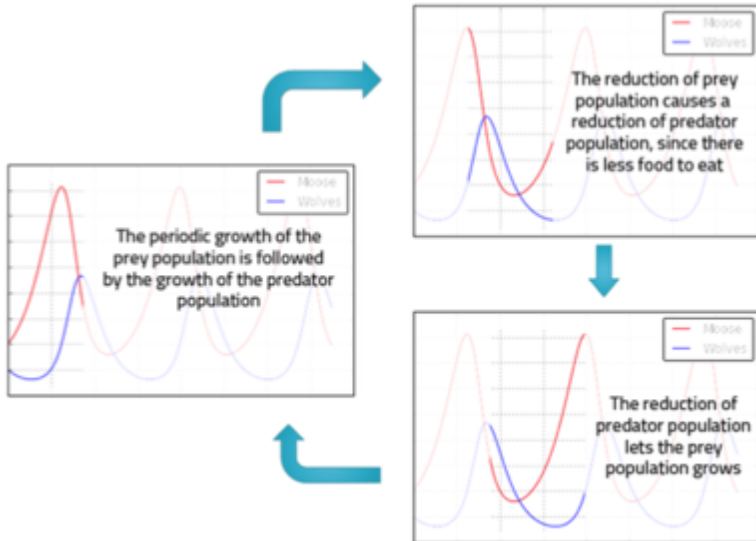 Moose
Wolves
The periodic growth of the
prey population is followed
by the growth of the predator
population
Moose
Wolves
The reduction of prey
population causes a
reduction of predator
population, since there
is less food to eat
Moose
Wolves
The reduction of
predator population
lets the prey
population grows